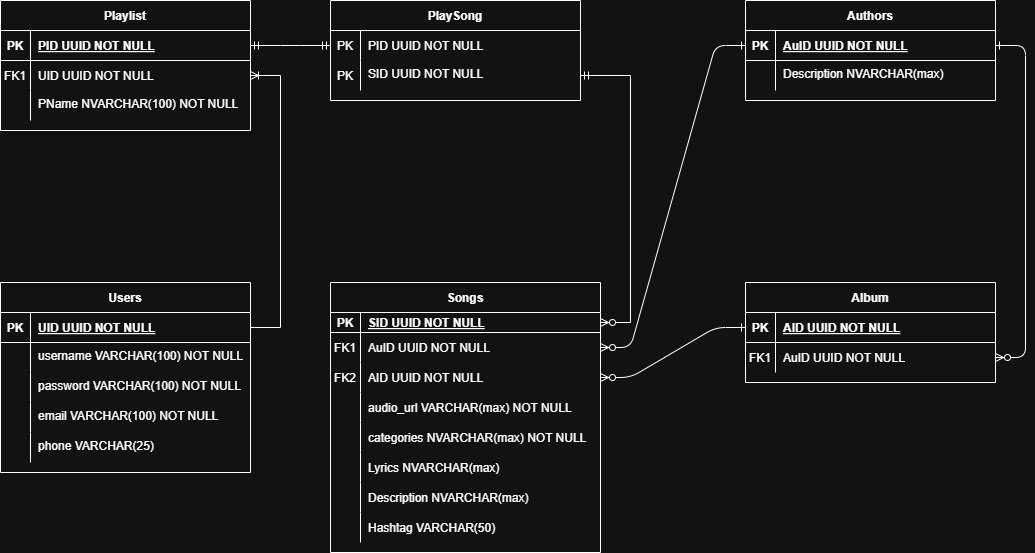 Playlist
PK PID UUID NOT NULL
FK1 UID UUID NOT NULL
PName NVARCHAR(100) NOT NULL
PlaySong
PK PID UUID NOT NULL
PK SID UUID NOT NULL
Authors
PK AuID UUID NOT NULL
Description NVARCHAR(max)
Users
PK UID UUID NOT NULL
username VARCHAR(100) NOT NULL
password VARCHAR(100) NOT NULL
email VARCHAR(100) NOT NULL
phone VARCHAR(25)
Songs
PK SID UUID NOT NULL
FK1 AuID UUID NOT NULL
FK2 AID UUID NOT NULL
audio_url VARCHAR(max) NOT NULL
categories NVARCHAR(max) NOT NULL
Lyrics NVARCHAR(max)
Description NVARCHAR(max)
Hashtag VARCHAR(50)
Album
PK AID UUID NOT NULL
FK1 AuID UUID NOT NULL